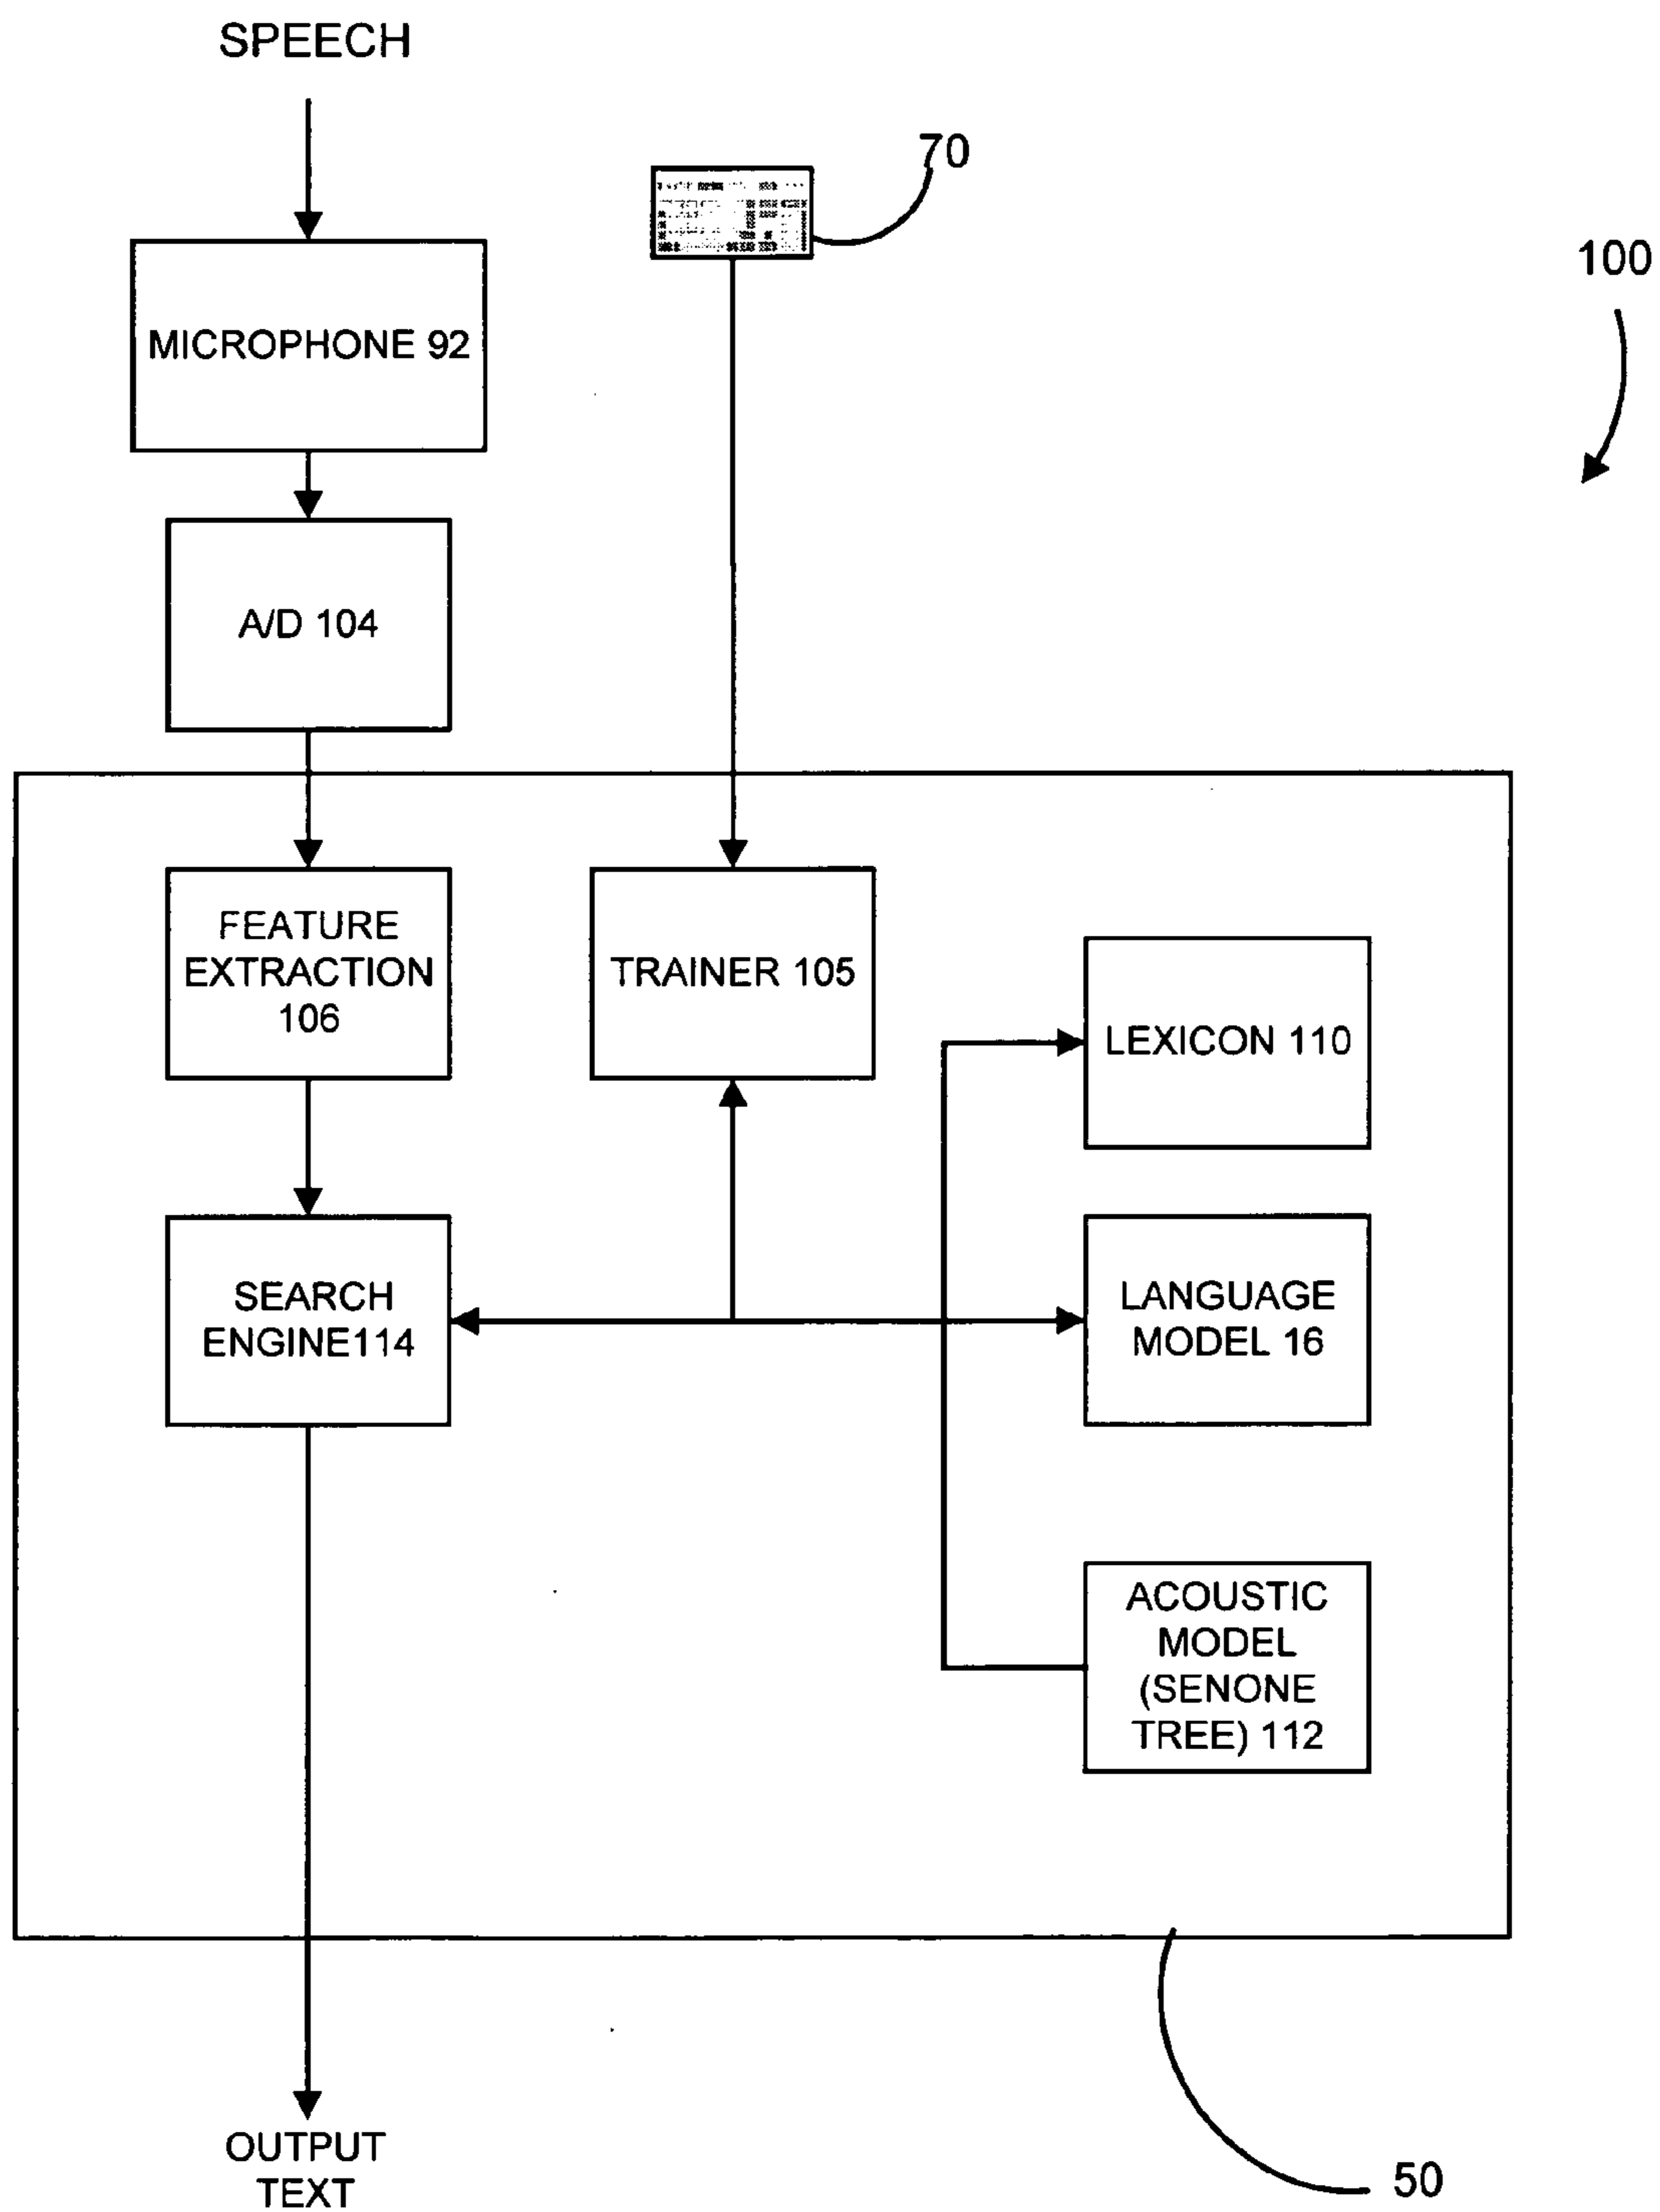 SPEECH
70
100
MICROPHONE 92
A/D 104
FEATURE
EXTRACTION
106
TRAINER 105
LEXICON 110
SEARCH
ENGINE114
LANGUAGE
MODEL 16
ACOUSTIC
MODEL
(SENONE
TREE) 112
OUTPUT
TEXT
50